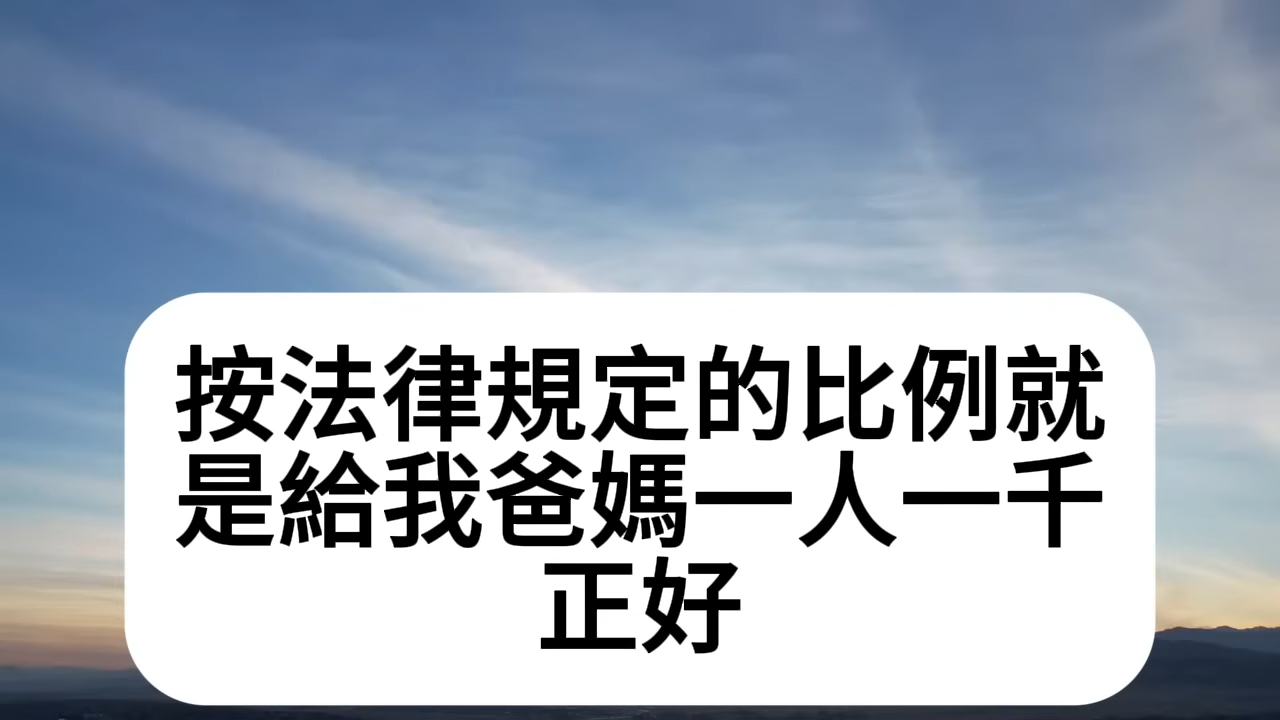 按法律規定的比例就
是給我爸媽一人一千
正好